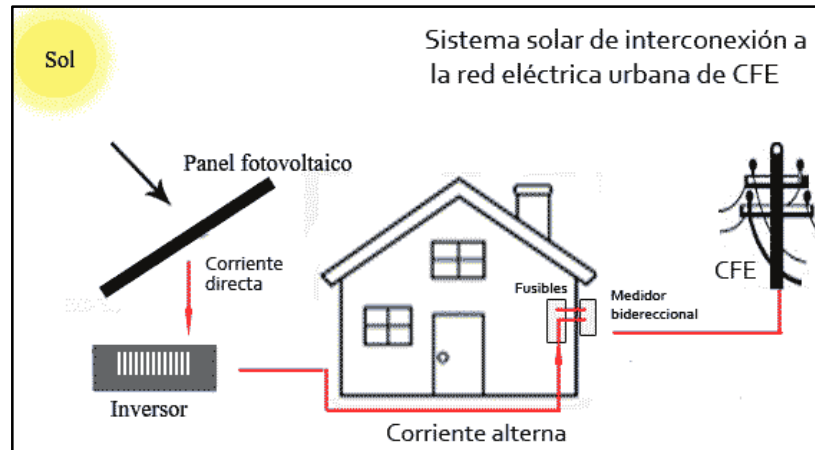 Sistema solar de interconexión a
la red eléctrica urbana de CFE
Sol
Panel fotovoltaico
Corriente
directa
Inversor
Fusibles
Medidor
bidereccional
CFE
Corriente alterna